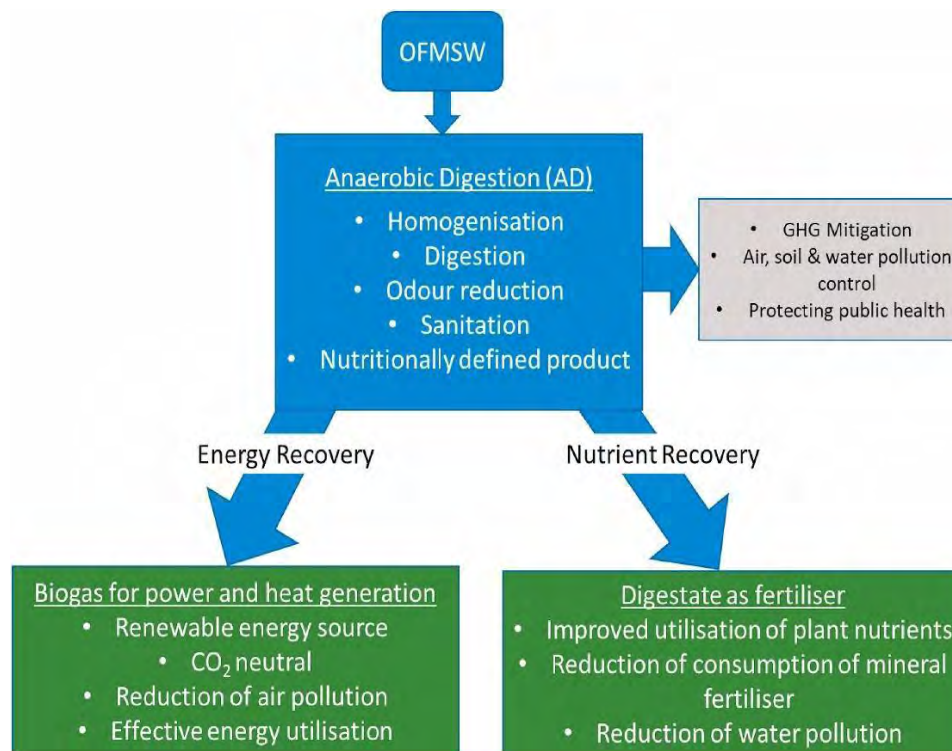 OFMSW
Anaerobic Digestion (AD)
• Homogenisation
• Digestion
• Odour reduction
• Sanitation
• Nutritionally defined product
• GHG Mitigation
• Air, soil & water pollution
control
• Protecting public health
Energy Recovery
Nutrient Recovery
Biogas for power and heat generation
• Renewable energy source
• CO₂ neutral
• Reduction of air pollution
• Effective energy utilisation
Digestate as fertiliser
• Improved utilisation of plant nutrients
• Reduction of consumption of mineral
fertiliser
• Reduction of water pollution